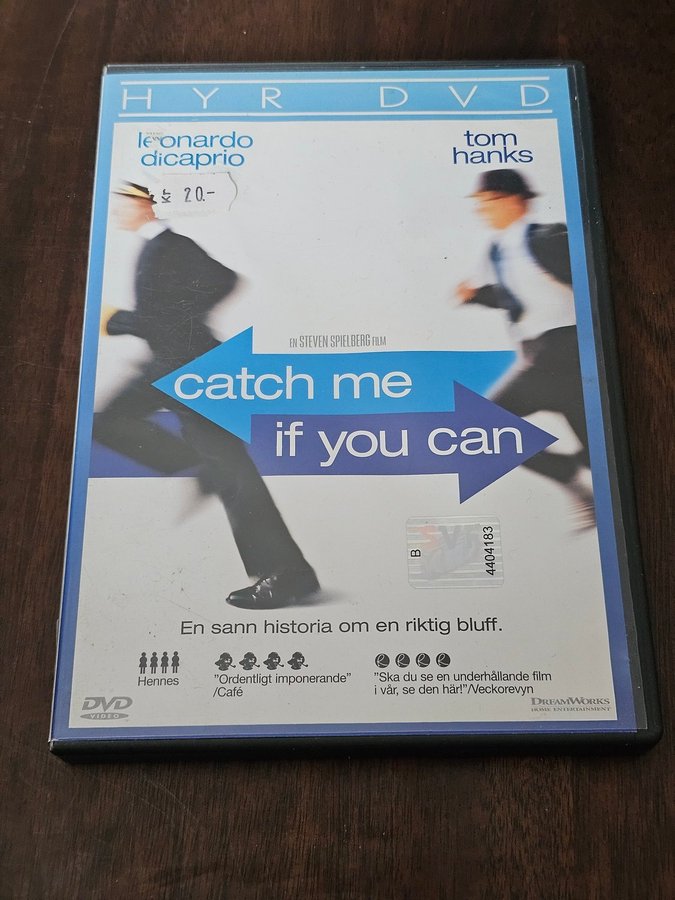 HYR DVD
leonardo
dicaprio
tom
hanks
Kr 20.-
EN STEVEN SPIELBERG FILM
catch me
if you can
B
4404183
En sann historia om en riktig bluff.
Hennes
"Ordentligt imponerande"
/Café
"Ska du se en underhållande film
i vår, se den här!"/Veckorevyn
DVD
VIDEO
DREAMWORKS
HOME ENTERTAINMENT